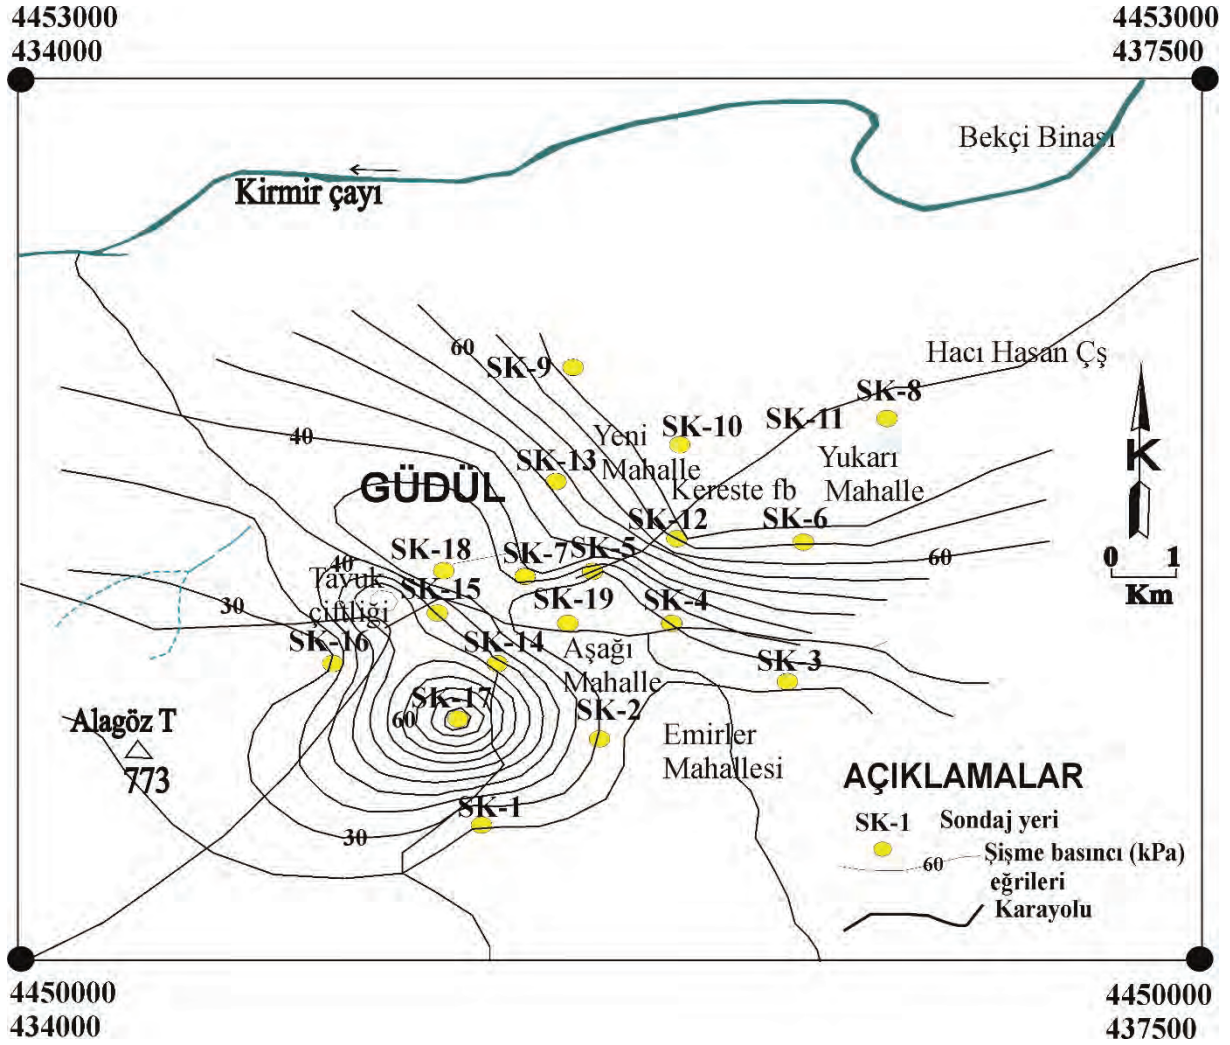 4453000
434000
4453000
437500
Bekçi Binası
Kirmir çayı
Hacı Hasan Çş
60
SK-9
SK-8
SK-11
SK-10
40
Yeni
Mahalle
Yukarı
Mahalle
SK-13
K
GÜDÜL
Kereste fb
SK-12
SK-6
SK-18
SK-7
SK-5
60
0 1
Km
40
Tavuk
çiftliği
SK-15
30
SK-19
SK-4
SK-16
SK-14
Aşağı
Mahalle
SK-3
SK-17
60
SK-2
Alagöz T
773
Emirler
Mahallesi
SK-1
30
AÇIKLAMALAR
SK-1 Sondaj yeri
60 Şişme basıncı (kPa)
eğrileri
Karayolu
4450000
434000
4450000
437500